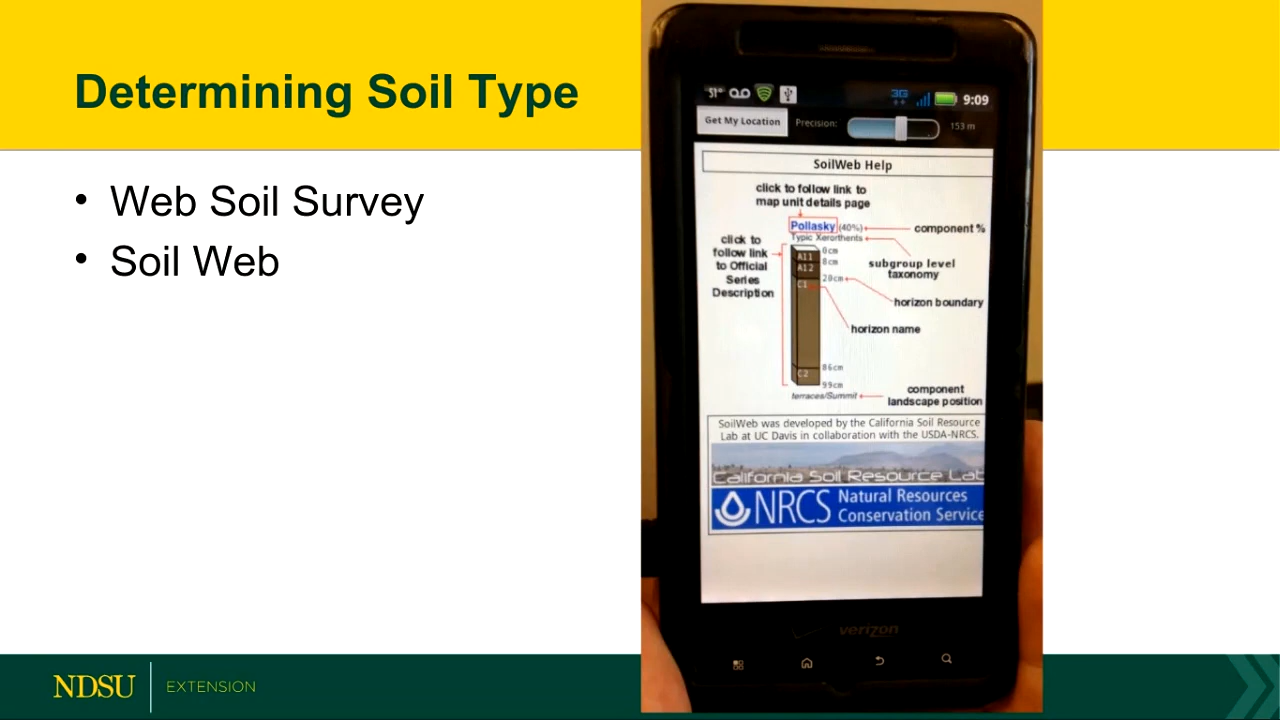 Determining Soil Type
• Web Soil Survey
• Soil Web
51° 3G 9:09
Get My Location Precision: 153 m
SoilWeb Help
click to follow link to
map unit details page
Pollasky (40%) component %
Typic Xerorthents
click to
follow link
to Official
Series
Description
0cm
A11
8cm
A12
20cm
C1
subgroup level
taxonomy
horizon boundary
horizon name
86cm
C2
99cm
terraces/Summit
component
landscape position
SoilWeb was developed by the California Soil Resource
Lab at UC Davis in collaboration with the USDA-NRCS.
California Soil Resource Lab
NRCS Natural Resources
Conservation Service
verizon
NDSU EXTENSION